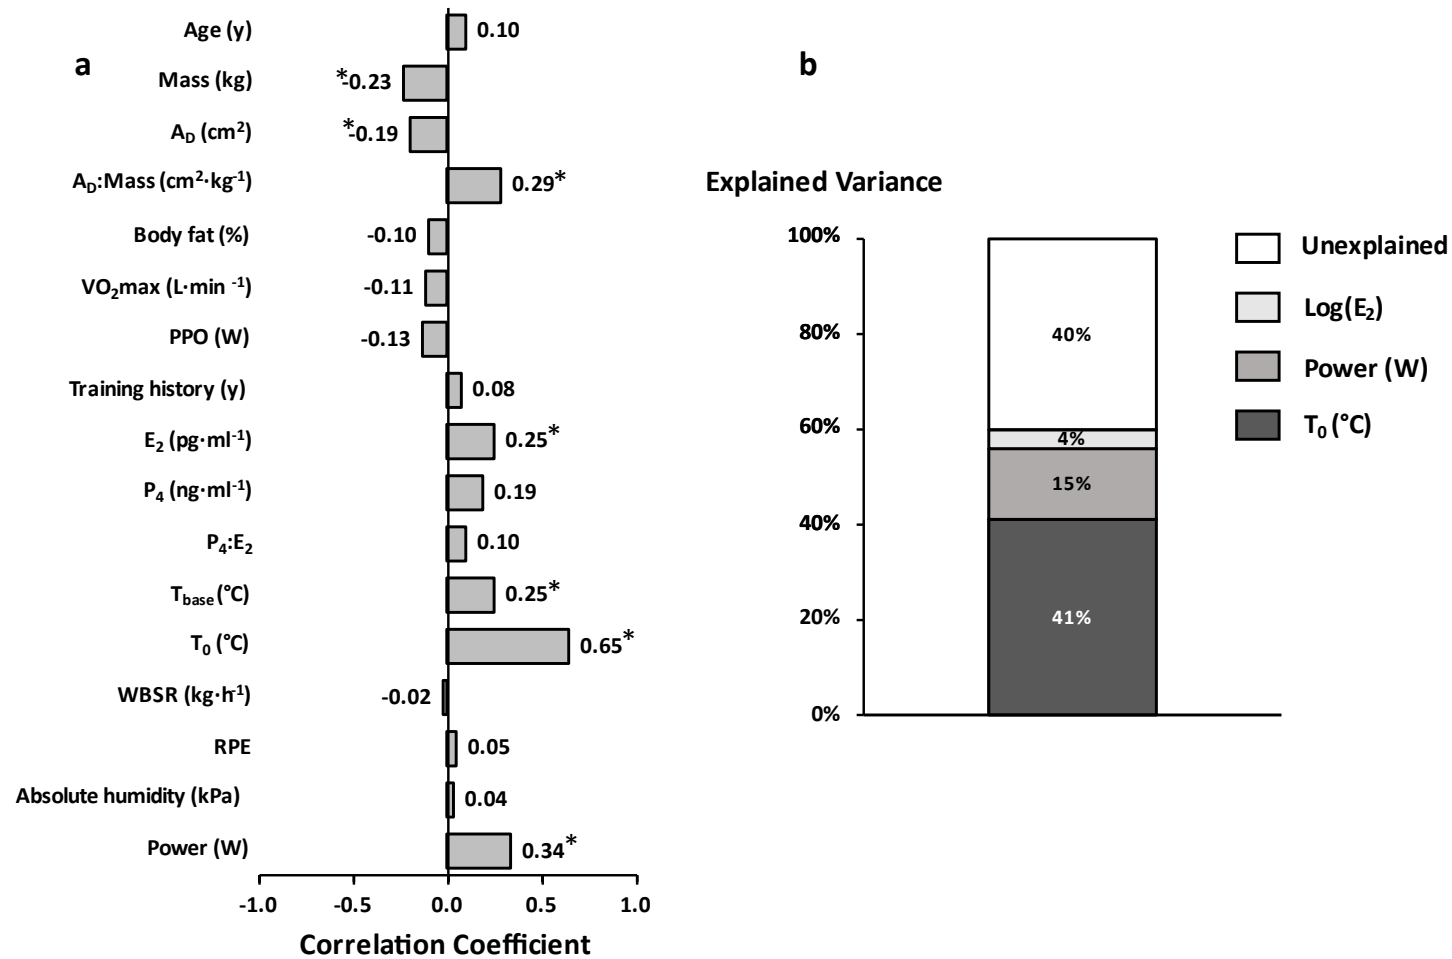 a
Age (y) 0.10
Mass (kg) *-0.23
A_D (cm²) *-0.19
A_D:Mass (cm²·kg⁻¹) 0.29*
Body fat (%) -0.10
VO₂max (L·min ⁻¹) -0.11
PPO (W) -0.13
Training history (y) 0.08
E₂ (pg·ml⁻¹) 0.25*
P₄ (ng·ml⁻¹) 0.19
P₄:E₂ 0.10
T_base (°C) 0.25*
T₀ (°C) 0.65*
WBSR (kg·h⁻¹) -0.02
RPE 0.05
Absolute humidity (kPa) 0.04
Power (W) 0.34*
-1.0 -0.5 0.0 0.5 1.0
Correlation Coefficient
b
Explained Variance
100%
80%
60%
40%
20%
0%
40%
4%
15%
41%
Unexplained
Log(E₂)
Power (W)
T₀ (°C)